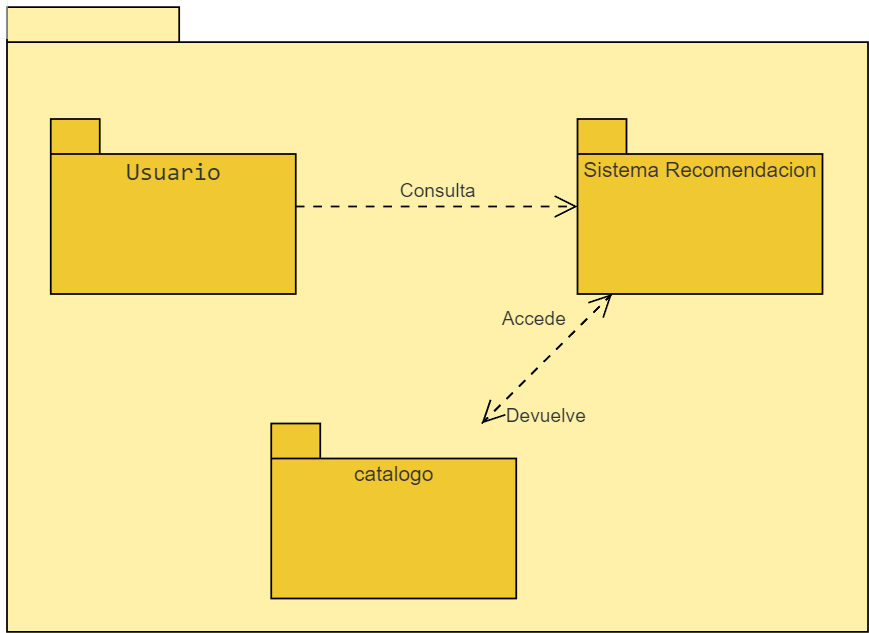 Usuario
Sistema Recomendacion
Consulta
Accede
Devuelve
catalogo